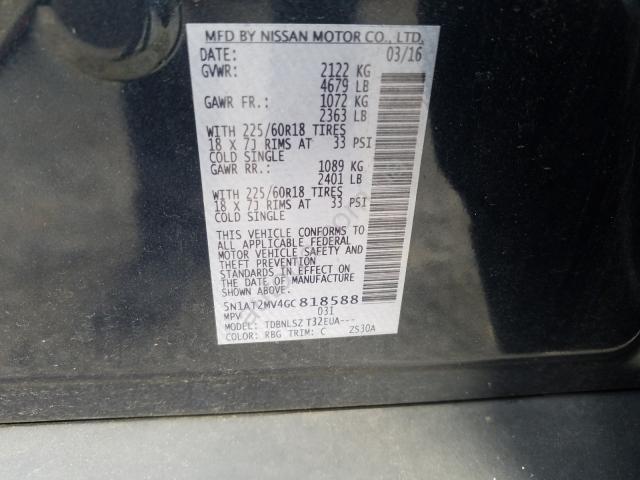 MFD BY NISSAN MOTOR CO., LTD.
DATE: 03/16
GVWR: 2122 KG
4679 LB
GAWR FR.: 1072 KG
2363 LB
WITH 225/60R18 TIRES
18 X 7J RIMS AT 33 PSI
COLD SINGLE
GAWR RR.: 1089 KG
2401 LB
WITH 225/60R18 TIRES
18 X 7J RIMS AT 33 PSI
COLD SINGLE
THIS VEHICLE CONFORMS TO
ALL APPLICABLE FEDERAL
MOTOR VEHICLE SAFETY AND
THEFT PREVENTION
STANDARDS IN EFFECT ON
THE DATE OF MANUFACTURE
SHOWN ABOVE.
5N1AT2MV4GC818588
MPV 031
MODEL: TDBNLSZ T32EUA---
COLOR: RBG TRIM: C ZS30A